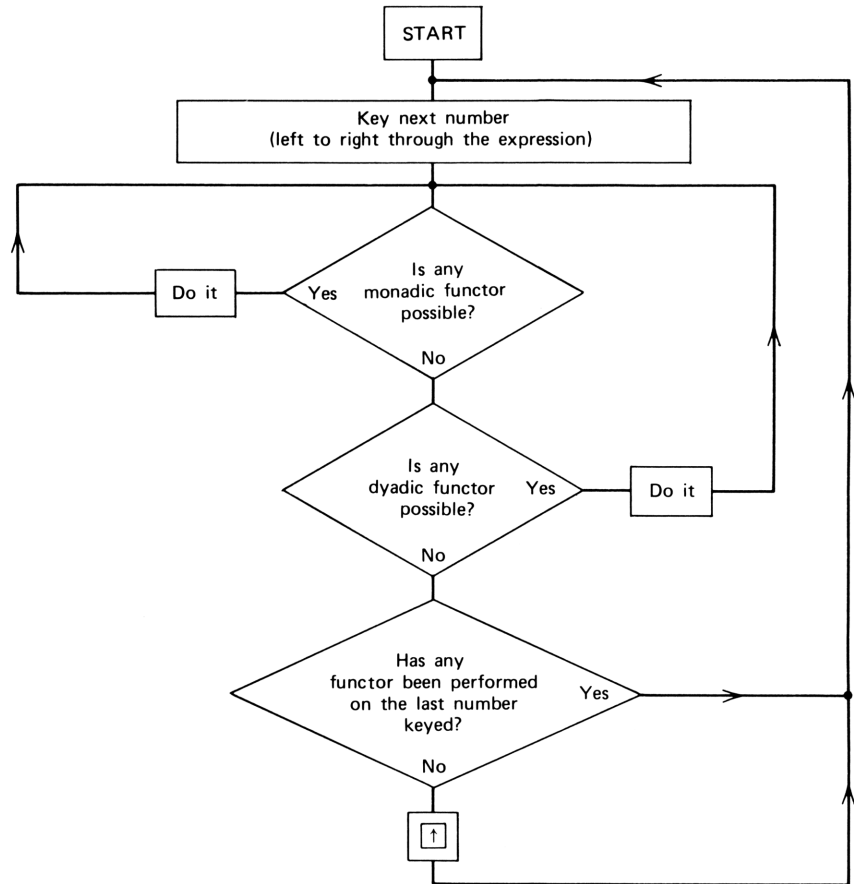 START
Key next number
(left to right through the expression)
Is any
monadic functor
possible?
Yes
Do it
No
Is any
dyadic functor
possible?
Yes
Do it
No
Has any
functor been performed
on the last number
keyed?
Yes
No
↑